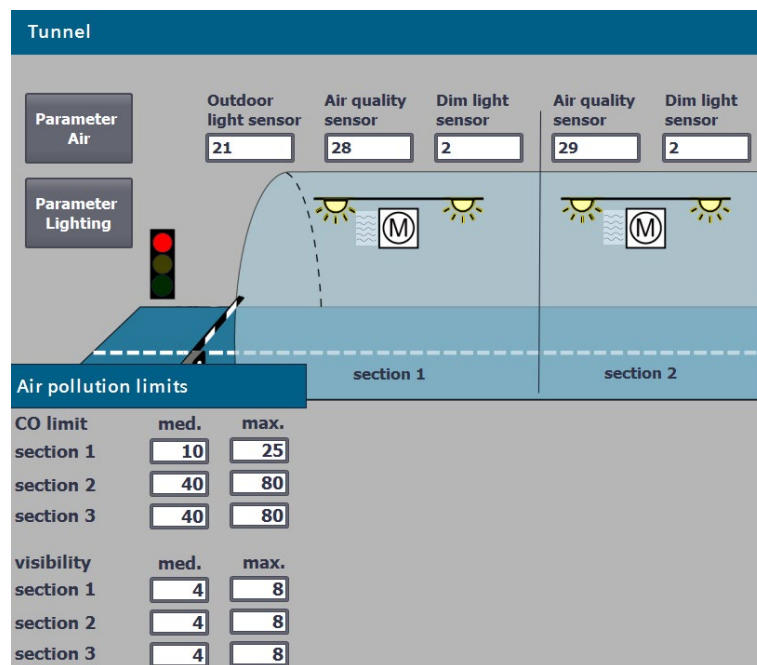 Tunnel
Parameter
Air
Outdoor
light sensor
Air quality
sensor
Dim light
sensor
Air quality
sensor
Dim light
sensor
21
28
2
29
2
Parameter
Lighting
M
M
section 1
section 2
Air pollution limits
CO limit med. max.
section 1 10 25
section 2 40 80
section 3 40 80
visibility med. max.
section 1 4 8
section 2 4 8
section 3 4 8